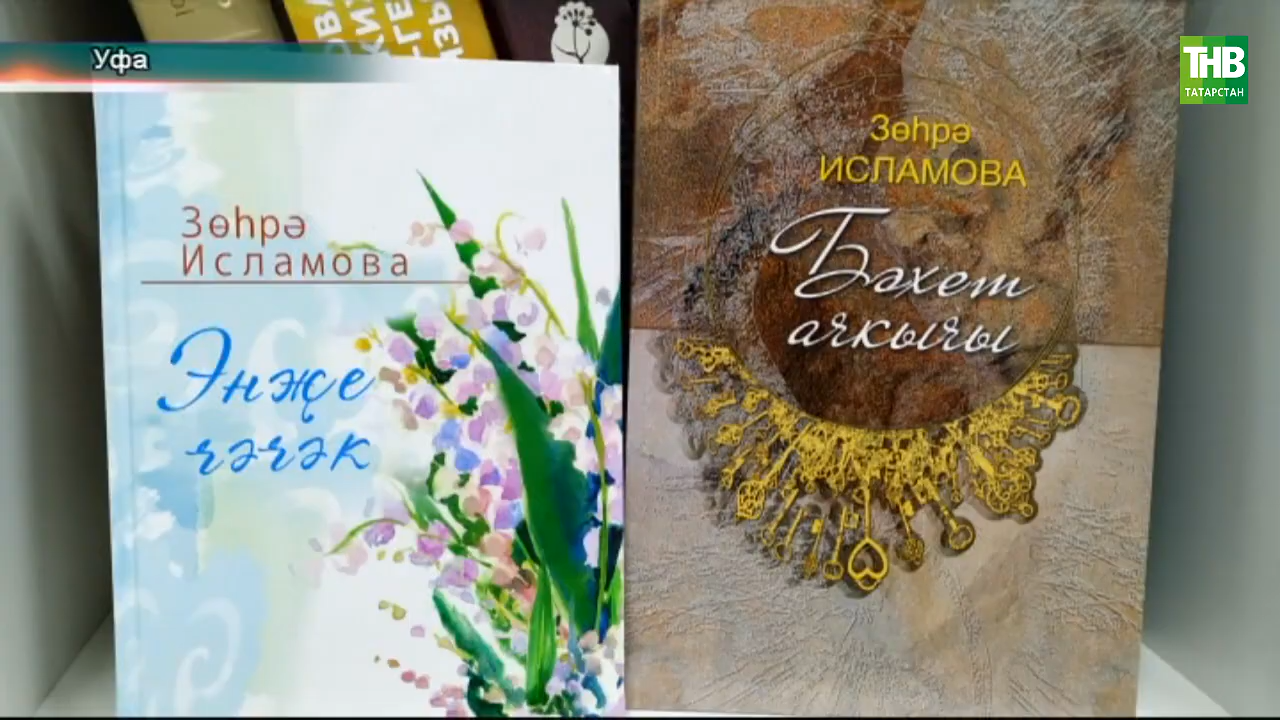 Уфа
ТНВ
ТАТАРСТАН
Зөһрә
Исламова
Энҗе
чәчәк
Зөһрә
ИСЛАМОВА
Бәхет
ачкычы